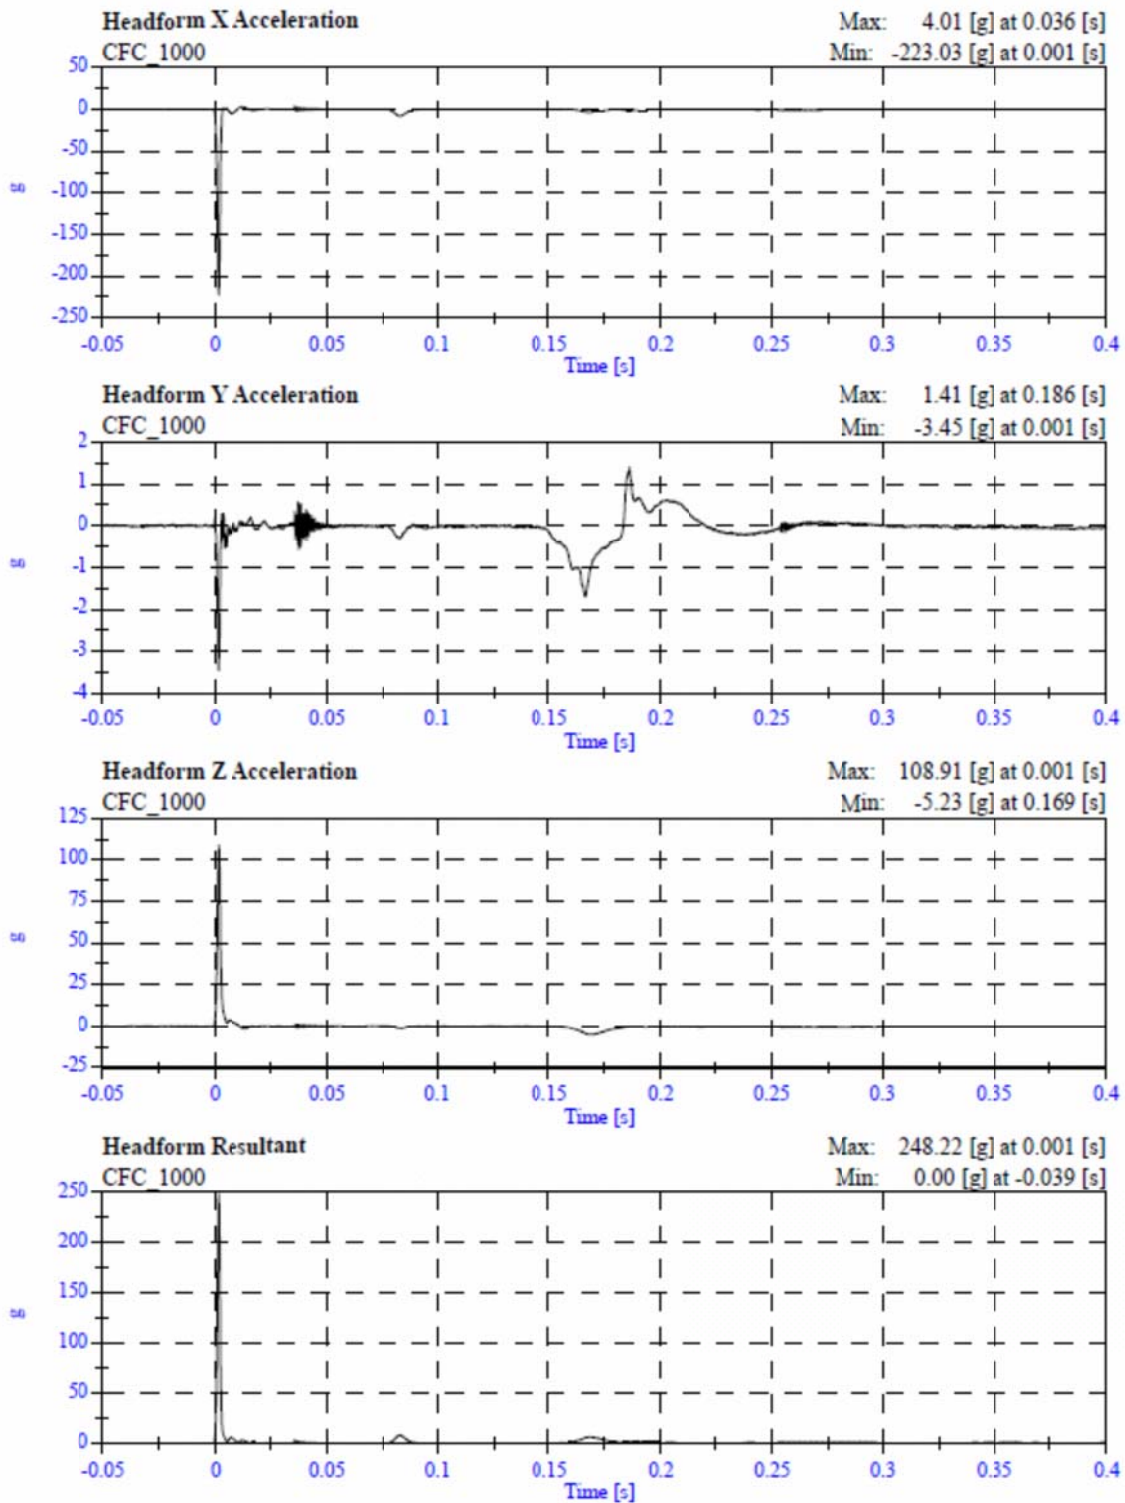 Headform X Acceleration Max: 4.01 [g] at 0.036 [s]
CFC_1000 Min: -223.03 [g] at 0.001 [s]
50
0
-50
g -100
-150
-200
-250
-0.05 0 0.05 0.1 0.15 0.2 0.25 0.3 0.35 0.4
Time [s]
Headform Y Acceleration Max: 1.41 [g] at 0.186 [s]
CFC_1000 Min: -3.45 [g] at 0.001 [s]
2
1
0
g -1
-2
-3
-4
-0.05 0 0.05 0.1 0.15 0.2 0.25 0.3 0.35 0.4
Time [s]
Headform Z Acceleration Max: 108.91 [g] at 0.001 [s]
CFC_1000 Min: -5.23 [g] at 0.169 [s]
125
100
75
g 50
25
0
-25
-0.05 0 0.05 0.1 0.15 0.2 0.25 0.3 0.35 0.4
Time [s]
Headform Resultant Max: 248.22 [g] at 0.001 [s]
CFC_1000 Min: 0.00 [g] at -0.039 [s]
250
200
150
g
100
50
0
-0.05 0 0.05 0.1 0.15 0.2 0.25 0.3 0.35 0.4
Time [s]